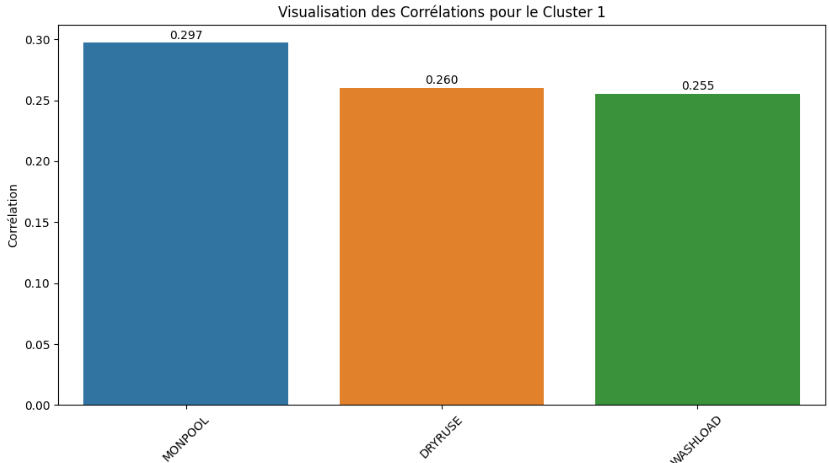 Visualisation des Corrélations pour le Cluster 1
0.297
0.260
0.255
Corrélation
0.30
0.25
0.20
0.15
0.10
0.05
0.00
MONPOOL
DRYRUSE
WASHLOAD